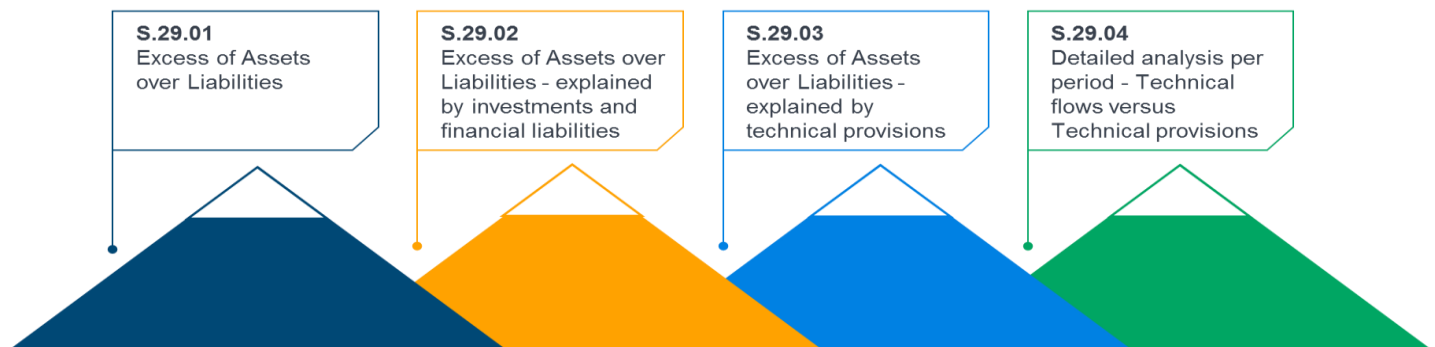 S.29.01
Excess of Assets
over Liabilities
S.29.02
Excess of Assets over
Liabilities - explained
by investments and
financial liabilities
S.29.03
Excess of Assets
over Liabilities -
explained by
technical provisions
S.29.04
Detailed analysis per
period - Technical
flows versus
Technical provisions